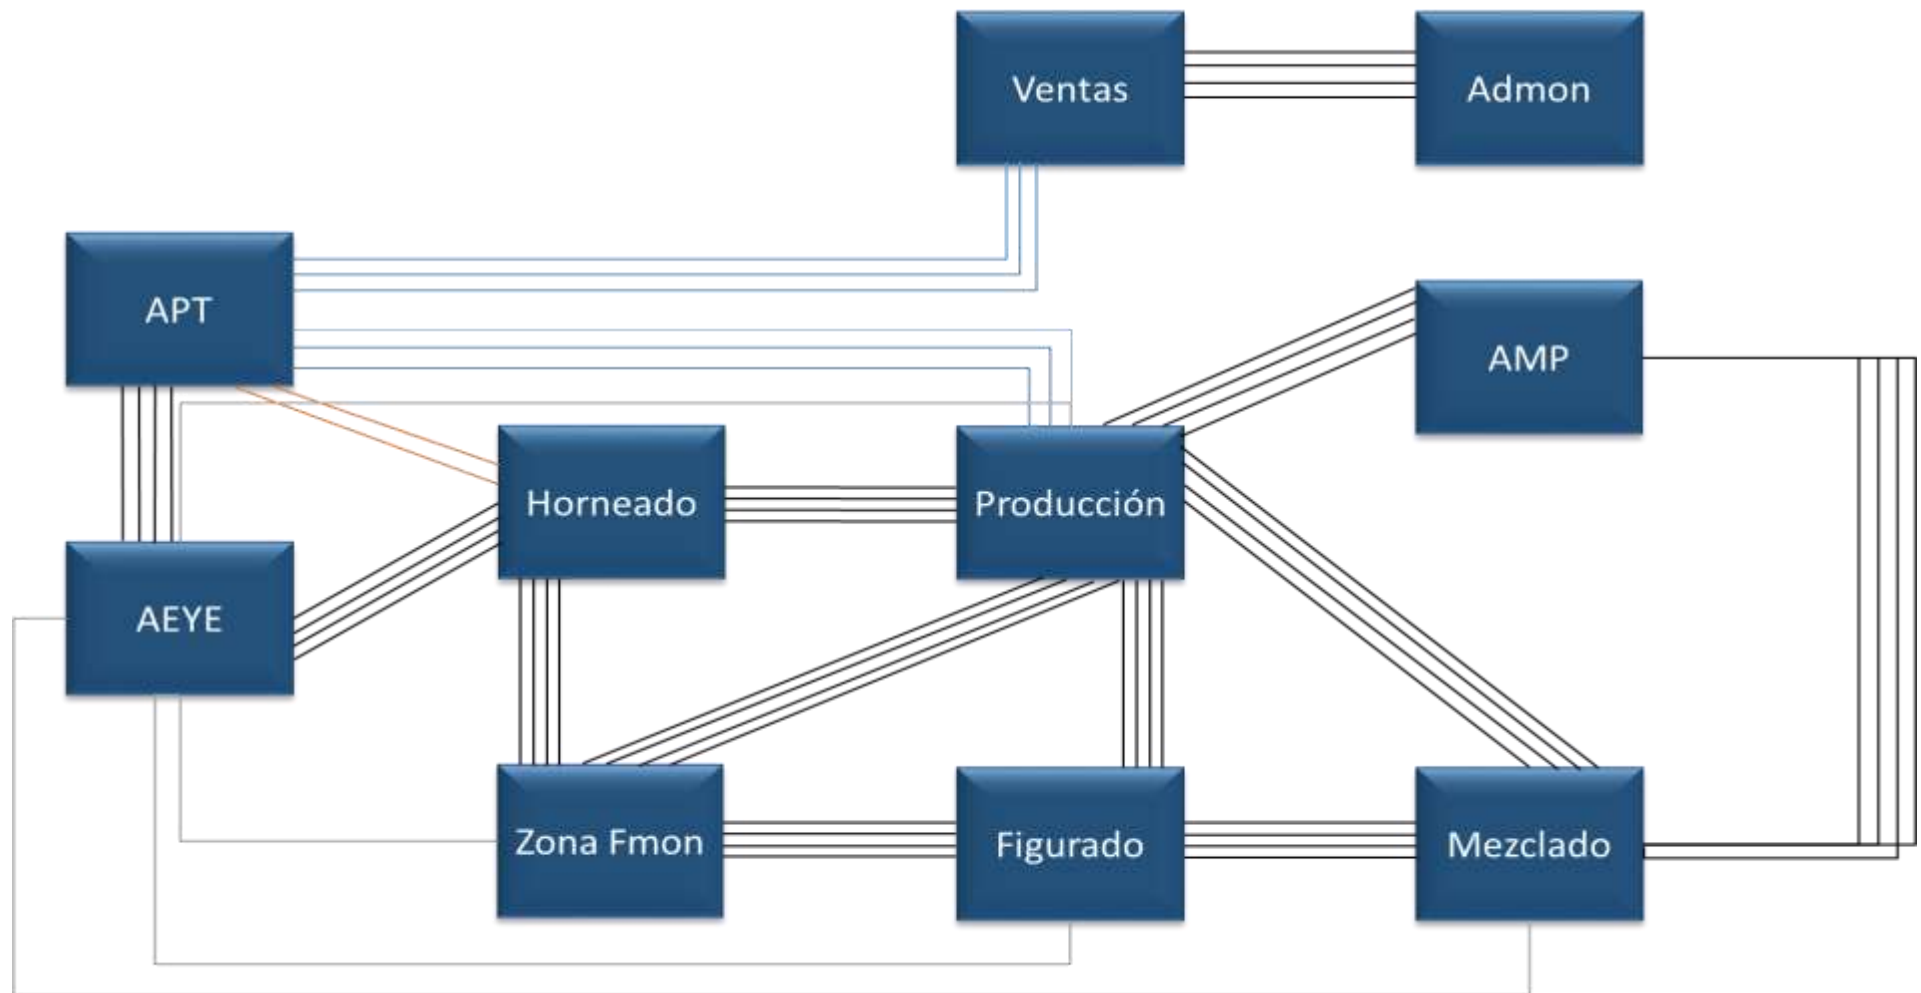 Ventas
Admon
APT
AMP
Horneado
Producción
AEYE
Zona Fmon
Figurado
Mezclado